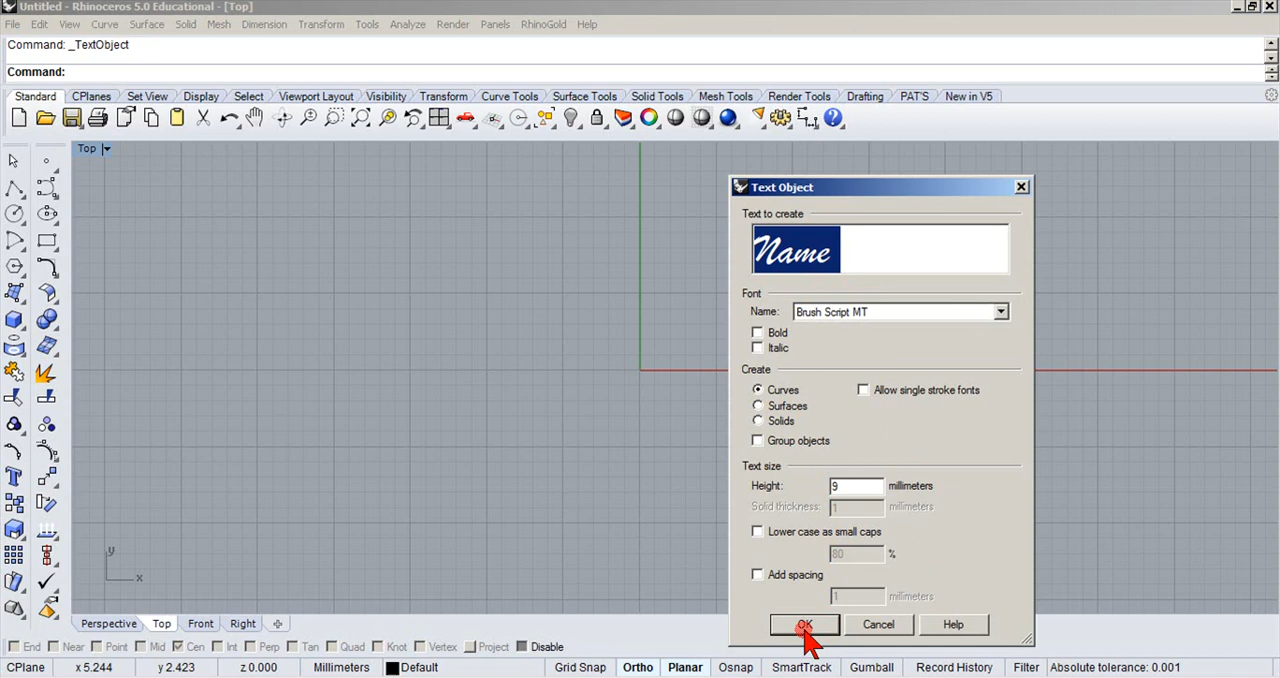 Untitled - Rhinoceros 5.0 Educational - [Top]
File Edit View Curve Surface Solid Mesh Dimension Transform Tools Analyze Render Panels RhinoGold Help
Command: _TextObject
Command:
Standard CPlanes Set View Display Select Viewport Layout Visibility Transform Curve Tools Surface Tools Solid Tools Mesh Tools Render Tools Drafting PAT'S New in V5
Top
Text Object
Text to create
Name
Font
Name: Brush Script MT
Bold
Italic
Create
Curves Allow single stroke fonts
Surfaces
Solids
Group objects
Text size
Height: 9 millimeters
Solid thickness: 1 millimeters
Lower case as small caps
80 %
Add spacing
1 millimeters
OK Cancel Help
y
x
Perspective Top Front Right
End Near Point Mid Cen Int Perp Tan Quad Knot Vertex Project Disable
CPlane x 5.244 y 2.423 z 0.000 Millimeters Default Grid Snap Ortho Planar Osnap SmartTrack Gumball Record History Filter Absolute tolerance: 0.001